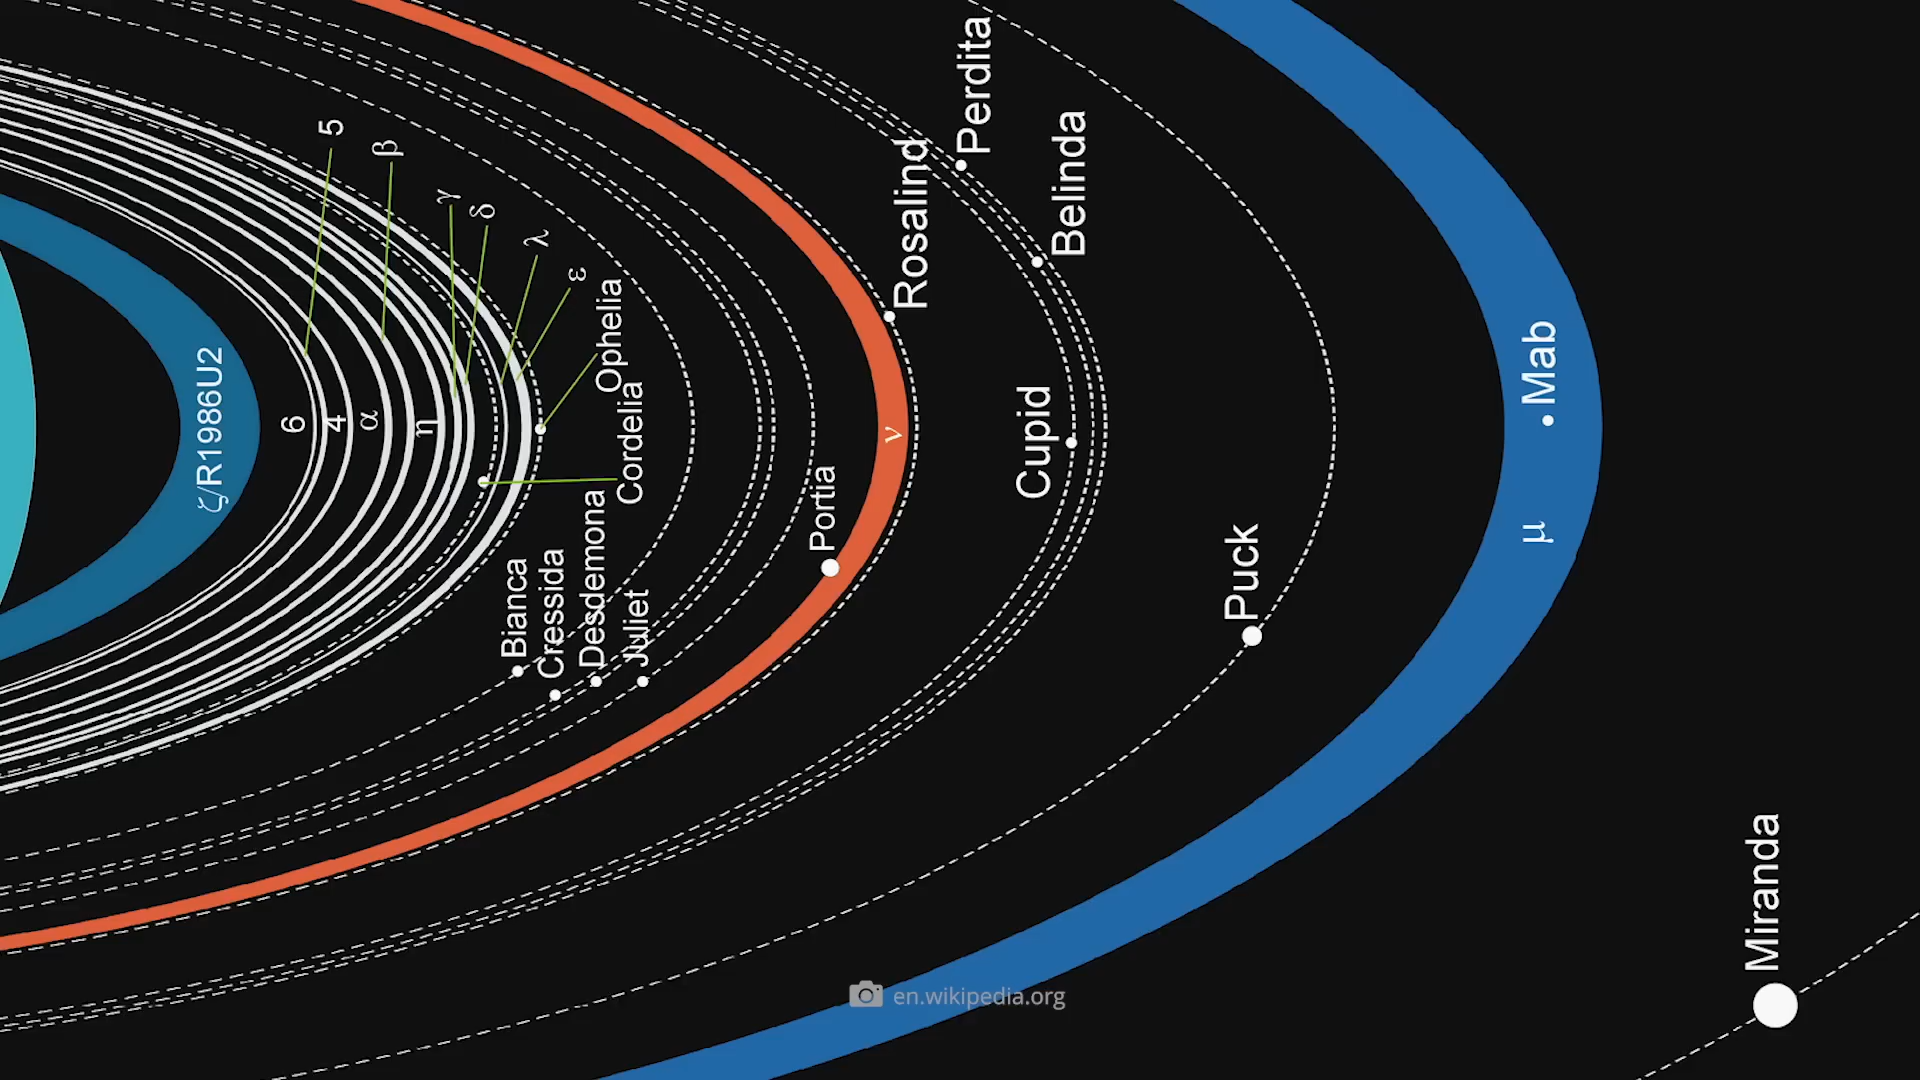 ζ/R1986U2
6
5
4
α
β
η
γ
δ
λ
ε
Ophelia
Cordelia
Bianca
Cressida
Desdemona
Juliet
Portia
ν
Rosalind
Cupid
Perdita
Belinda
Puck
Mab
μ
Miranda
en.wikipedia.org